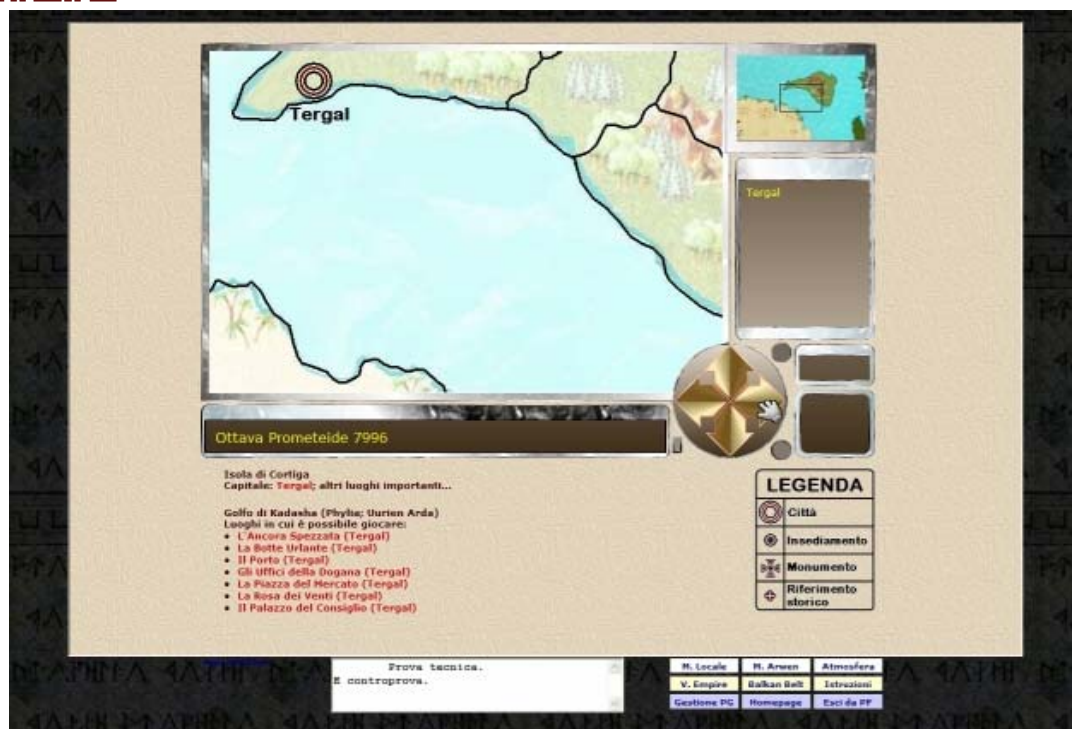 Tergal
Tergal
Ottava Prometeide 7996
Isola di Cortiga
Capitale: Tergal; altri luoghi importanti...
Golfo di Kadasha (Phylia; Uurien Arda)
Luoghi in cui è possibile giocare:
• L'Ancora Spezzata (Tergal)
• La Botte Urlante (Tergal)
• Il Porto (Tergal)
• Gli Uffici della Dogana (Tergal)
• La Piazza del Mercato (Tergal)
• La Rosa dei Venti (Tergal)
• Il Palazzo del Consiglio (Tergal)
LEGENDA
Città
Insediamento
Monumento
Riferimento
storico
Prova tecnica.
E controprova.
M. Locale M. Arwen Atmosfera
V. Empire Balkan Belt Istruzioni
Gestione PG Homepage Esci da PF